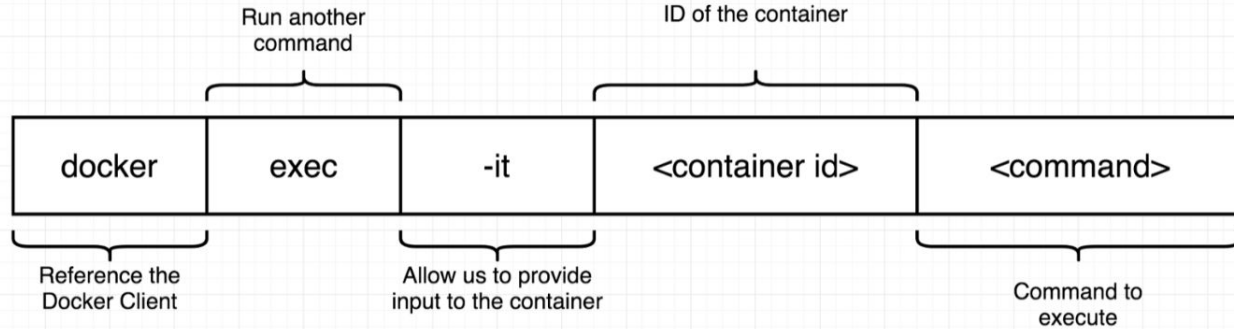 Run another
command
ID of the container
docker
exec
-it
<container id>
<command>
Reference the
Docker Client
Allow us to provide
input to the container
Command to
execute